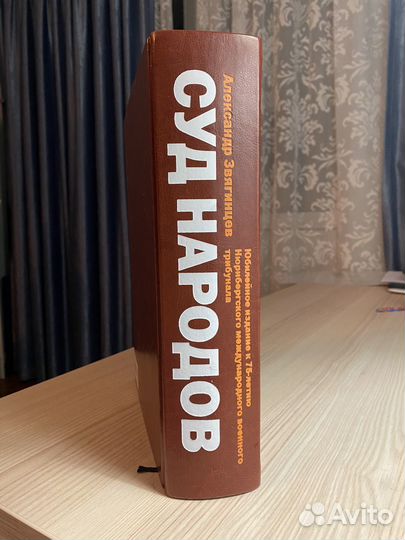 Александр Звягинцев
СУД НАРОДОВ
Юбилейное издание к 75-летию
Нюрнбергского международного военного
трибунала
Avito